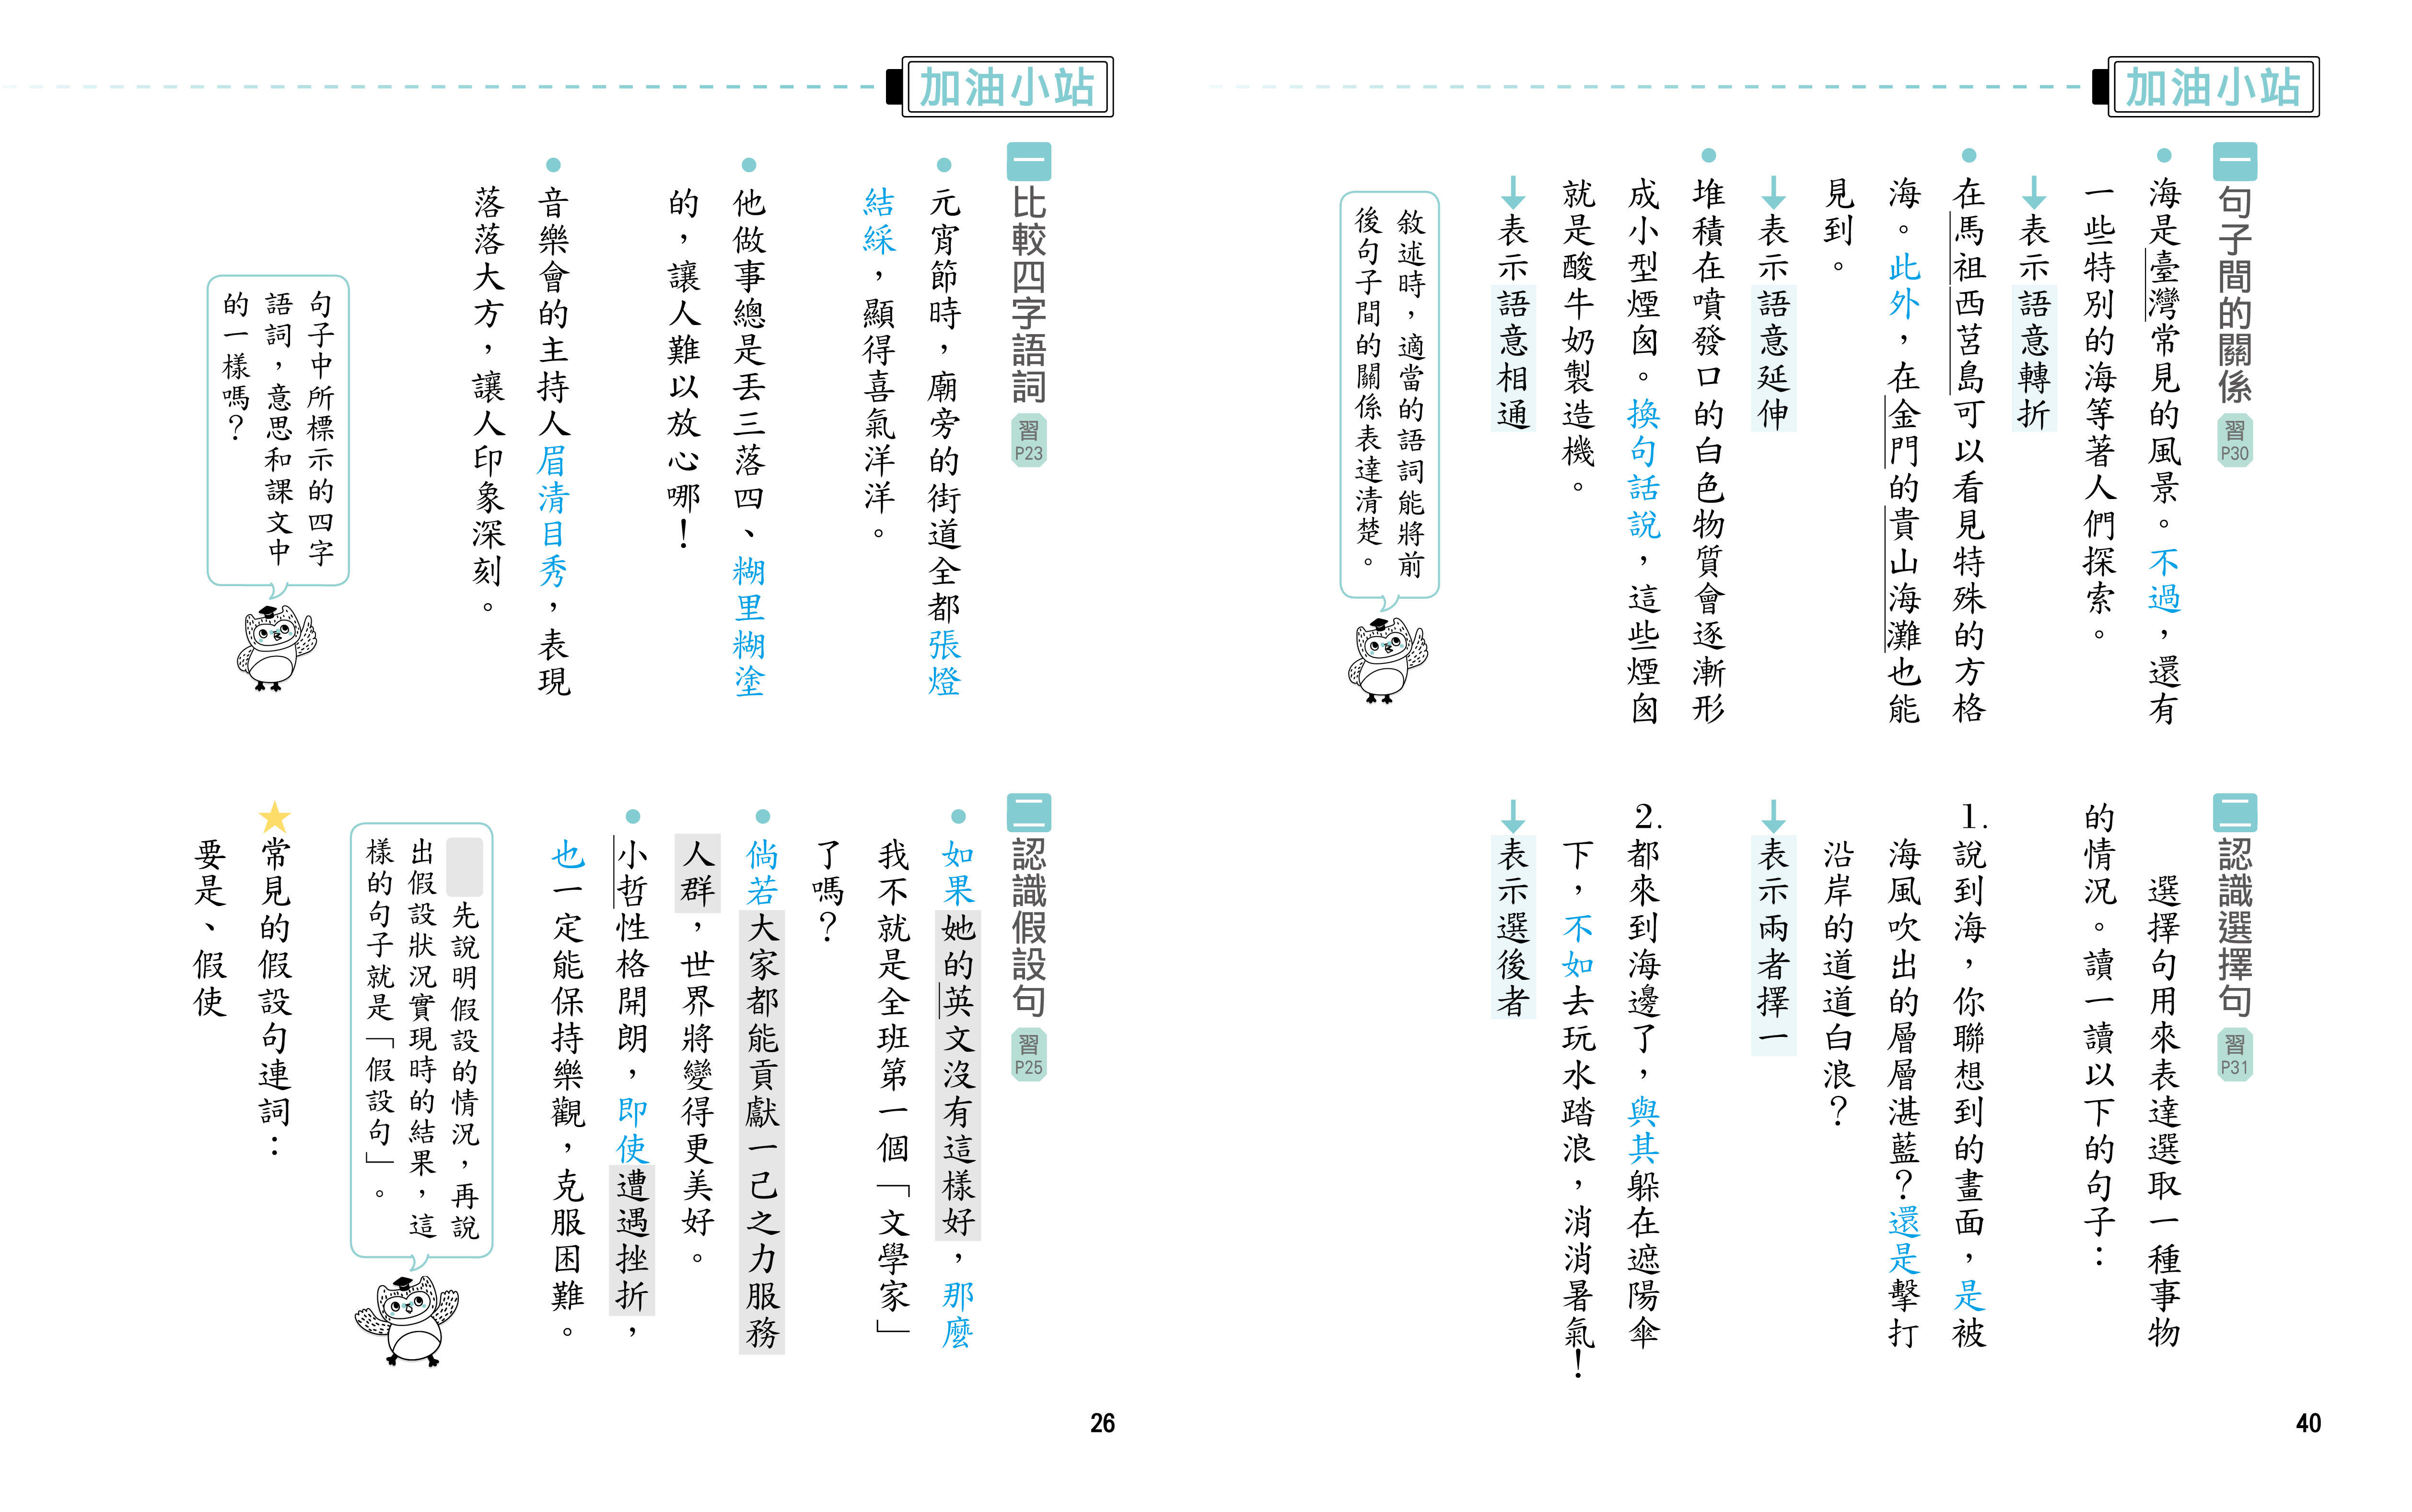 加油小站
一 句子間的關係 習P30
海是臺灣常見的風景。不過,還有
一些特別的海等著人們探索。
↓表示語意轉折
在馬祖西莒島可以看見特殊的方格
海。此外,在金門的貴山海灘也能
見到。
↓表示語意延伸
堆積在噴發口的白色物質會逐漸形
成小型煙囪。換句話說,這些煙囪
就是酸牛奶製造機。
↓表示語意相通
敘述時,適當的語詞能將前
後句子間的關係表達清楚。
二 認識選擇句 習P31
選擇句用來表達選取一種事物
的情況。讀一讀以下的句子:
1.說到海,你聯想到的畫面,是被
海風吹出的層層湛藍?還是擊打
沿岸的道道白浪?
↓表示兩者擇一
2.都來到海邊了,與其躲在遮陽傘
下,不如去玩水踏浪,消消暑氣!
↓表示選後者
40
加油小站
一 比較四字語詞 習P23
元宵節時,廟旁的街道全都張燈
結綵,顯得喜氣洋洋。
他做事總是丟三落四、糊里糊塗
的,讓人難以放心哪!
音樂會的主持人眉清目秀,表現
落落大方,讓人印象深刻。
句子中所標示的四字
語詞,意思和課文中
的一樣嗎?
二 認識假設句 習P25
如果她的英文沒有這樣好,那麼
我不就是全班第一個「文學家」
了嗎?
倘若大家都能貢獻一己之力服務
人群,世界將變得更美好。
小哲性格開朗,即使遭遇挫折,
也一定能保持樂觀,克服困難。
先說明假設的情況,再說
出假設狀況實現時的結果,這
樣的句子就是「假設句」。
★常見的假設句連詞:
要是、假使
26